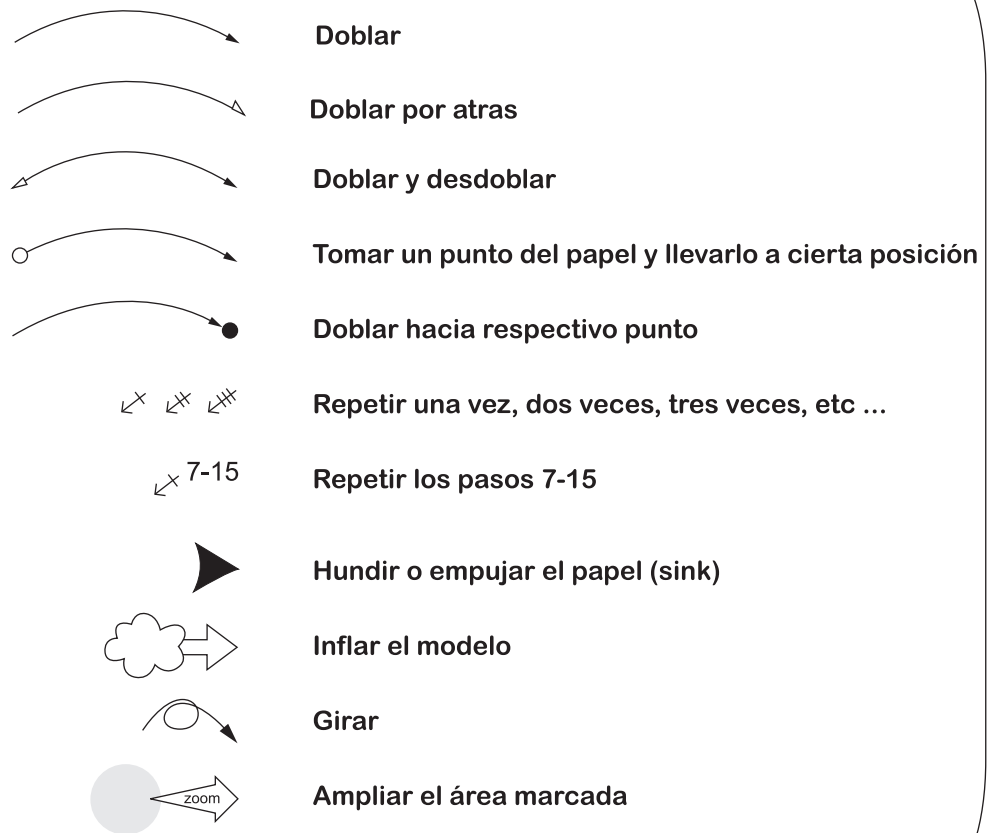 Doblar
Doblar por atras
Doblar y desdoblar
Tomar un punto del papel y llevarlo a cierta posición
Doblar hacia respectivo punto
Repetir una vez, dos veces, tres veces, etc ...
7-15 Repetir los pasos 7-15
Hundir o empujar el papel (sink)
Inflar el modelo
Girar
zoom Ampliar el área marcada